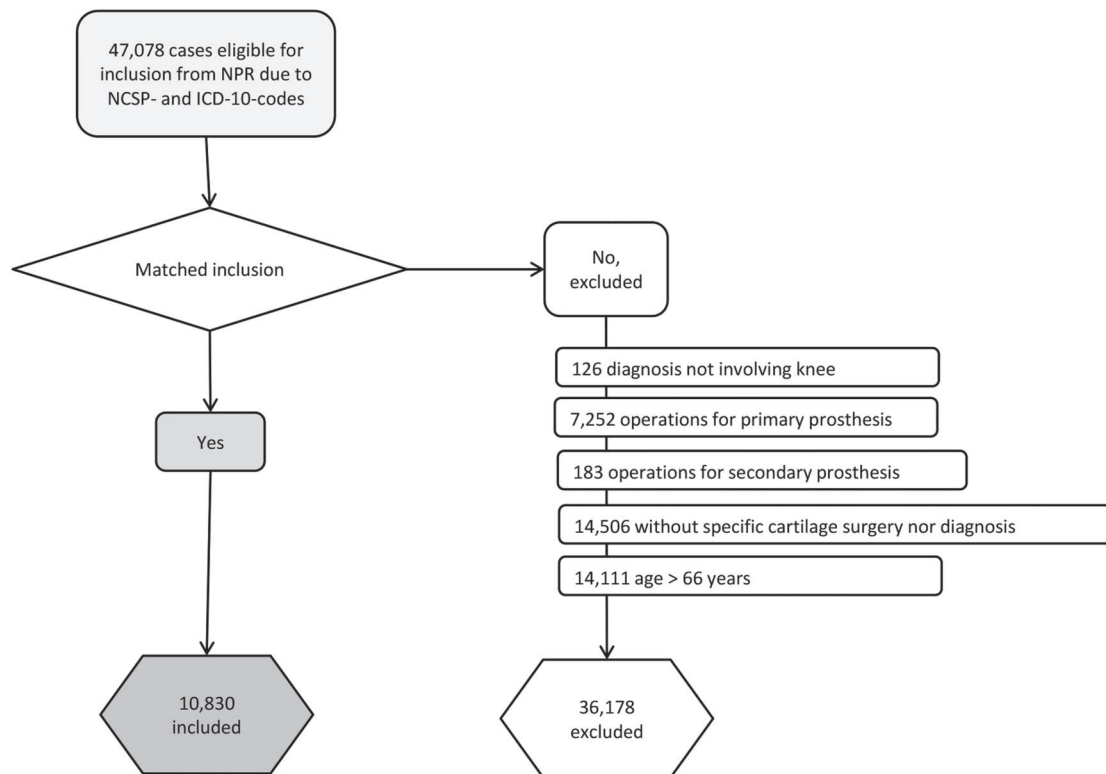 47,078 cases eligible for
inclusion from NPR due to
NCSP- and ICD-10-codes
Matched inclusion
No,
excluded
126 diagnosis not involving knee
7,252 operations for primary prosthesis
Yes
183 operations for secondary prosthesis
14,506 without specific cartilage surgery nor diagnosis
14,111 age > 66 years
10,830
included
36,178
excluded